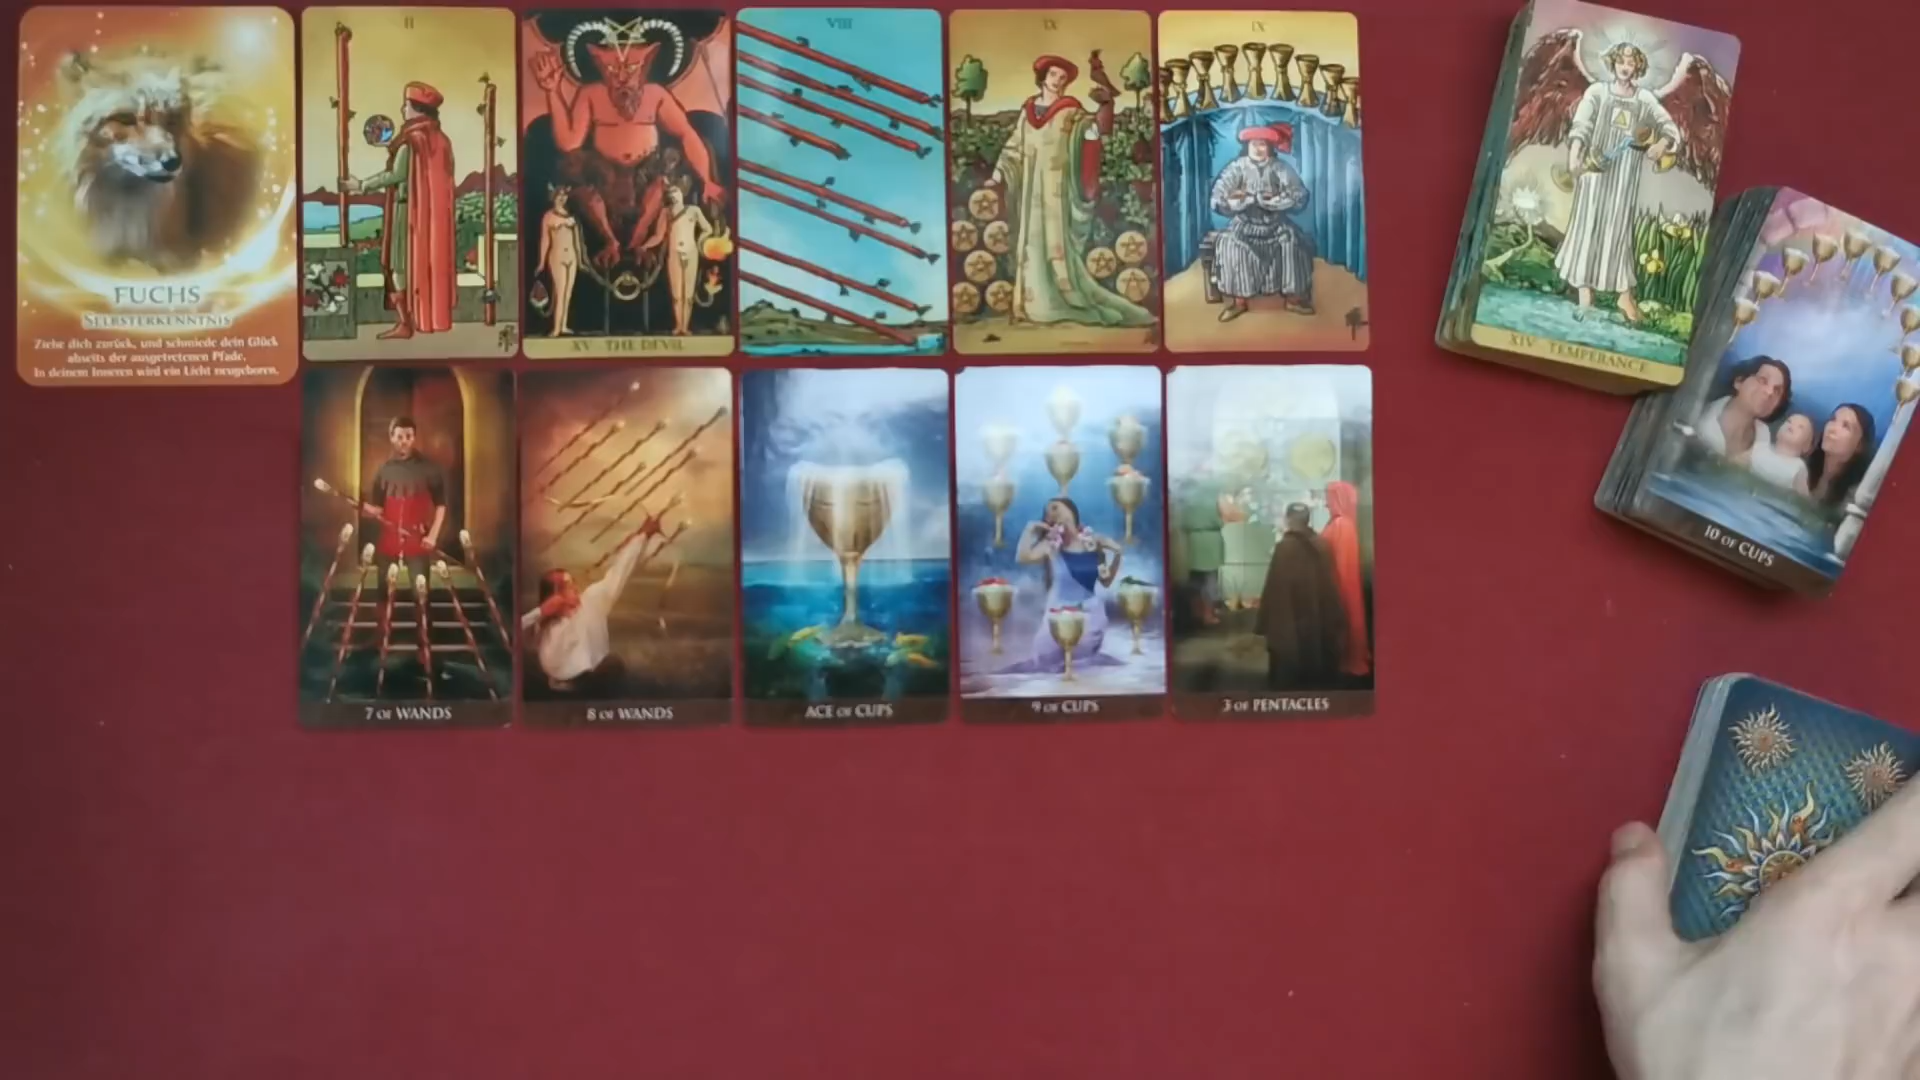 FUCHS
SELBSTERKENNTNIS
Ziehe dich zurück, und schmiede dein Glück
abseits der ausgetretenen Pfade.
In deinem Inneren wird ein Licht neugeboren.
II
XV THE DEVIL
VIII
IX
IX
XIV TEMPERANCE
10 OF CUPS
7 OF WANDS
8 OF WANDS
ACE OF CUPS
9 OF CUPS
3 OF PENTACLES